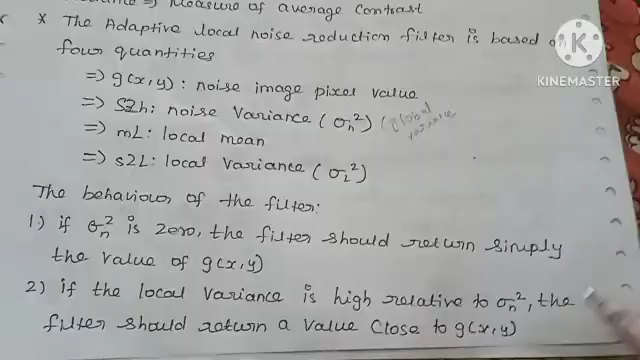 Measure of average contrast
* The Adaptive local noise reduction filter is based on
four quantities
=> g(x,y): noise image pixel value
=> S2h: noise variance (σn²) (Global variance
=> mL: local mean
=> S2L: local variance (σL²)
The behaviour of the filter:
1) if σn² is zero, the filter should return simply
the value of g(x,y)
2) if the local variance is high relative to σn², the
filter should return a value close to g(x,y)
KINEMASTER